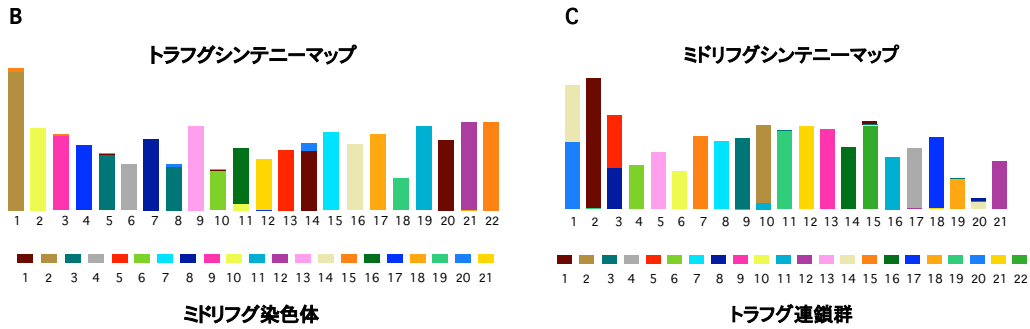 B
トラフグシンテニーマップ
1 2 3 4 5 6 7 8 9 10 11 12 13 14 15 16 17 18 19 20 21 22
1 2 3 4 5 6 7 8 9 10 11 12 13 14 15 16 17 18 19 20 21
ミドリフグ染色体
C
ミドリフグシンテニーマップ
1 2 3 4 5 6 7 8 9 10 11 12 13 14 15 16 17 18 19 20 21
1 2 3 4 5 6 7 8 9 10 11 12 13 14 15 16 17 18 19 20 21 22
トラフグ連鎖群